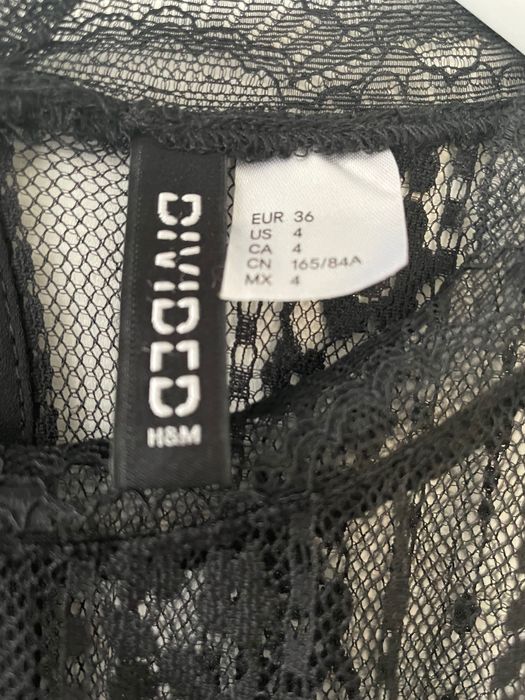 DIVIDED
H&M
EUR 36
US 4
CA 4
CN 165/84A
MX 4